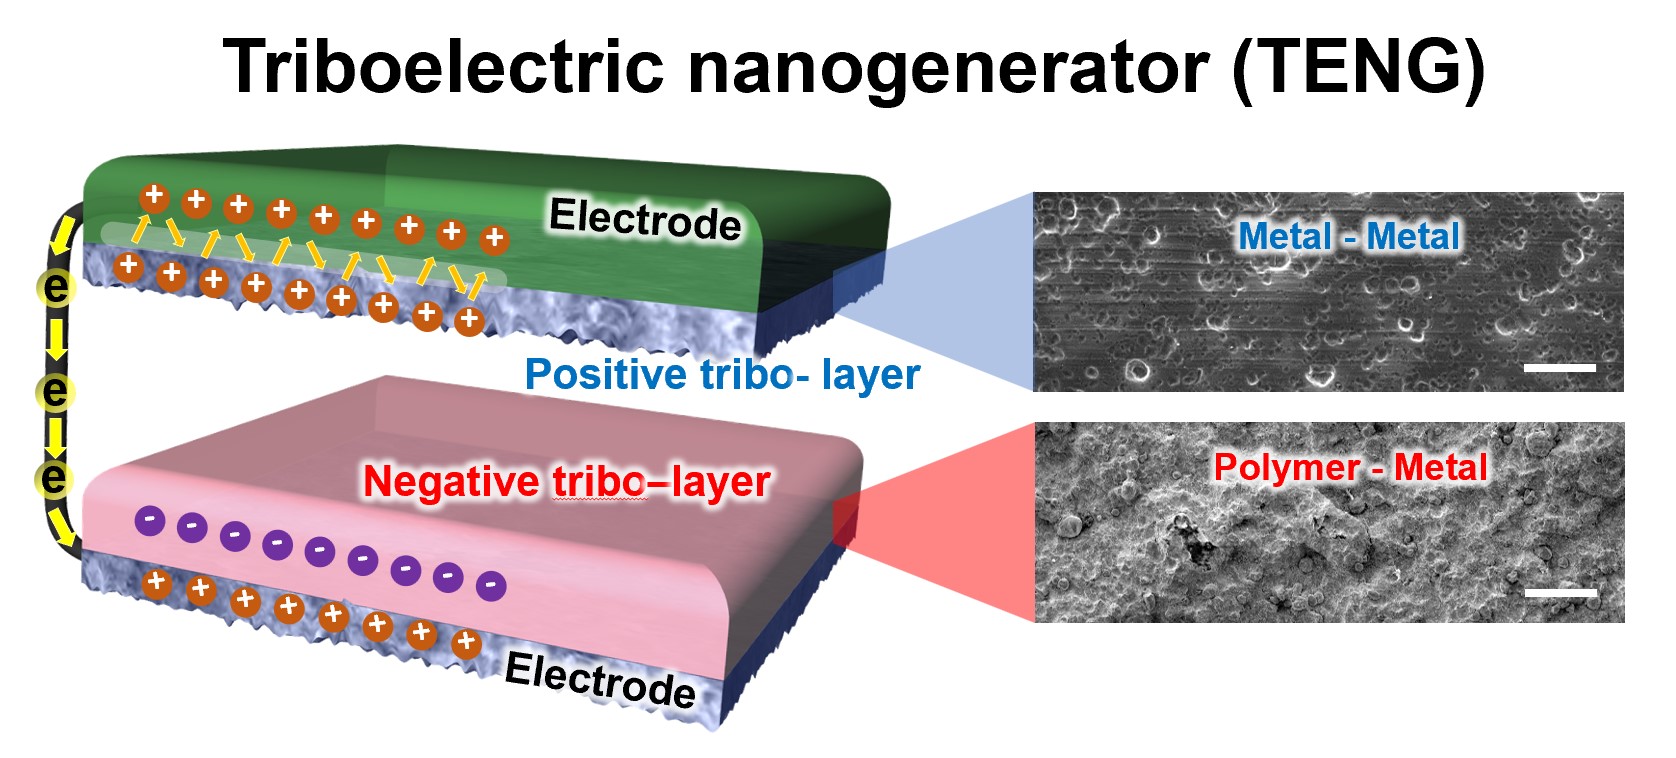 Triboelectric nanogenerator (TENG)
+ + + + + + + + +
Electrode
+ + + + + + + + +
e
e
e
Positive tribo- layer
Negative tribo–layer
- - - - - - - - -
+ + + + + + + +
Electrode
Metal - Metal
Polymer - Metal